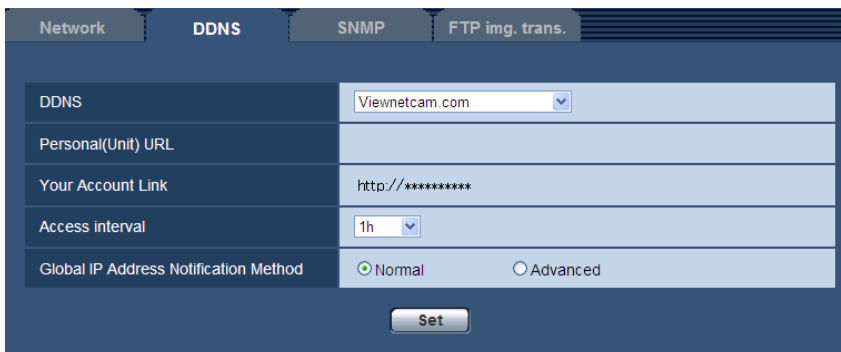 Network DDNS SNMP FTP img. trans.
DDNS Viewnetcam.com
Personal(Unit) URL
Your Account Link http://**********
Access interval 1h
Global IP Address Notification Method Normal Advanced
Set